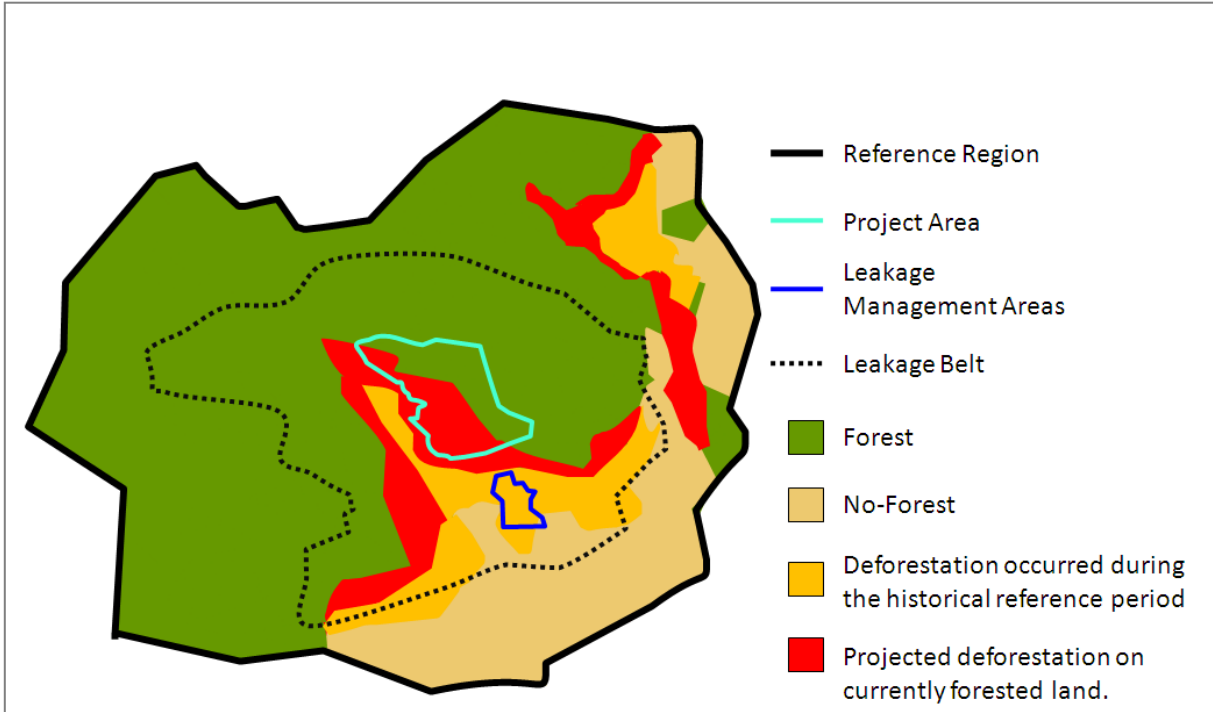 Reference Region
Project Area
Leakage
Management Areas
Leakage Belt
Forest
No-Forest
Deforestation occurred during
the historical reference period
Projected deforestation on
currently forested land.